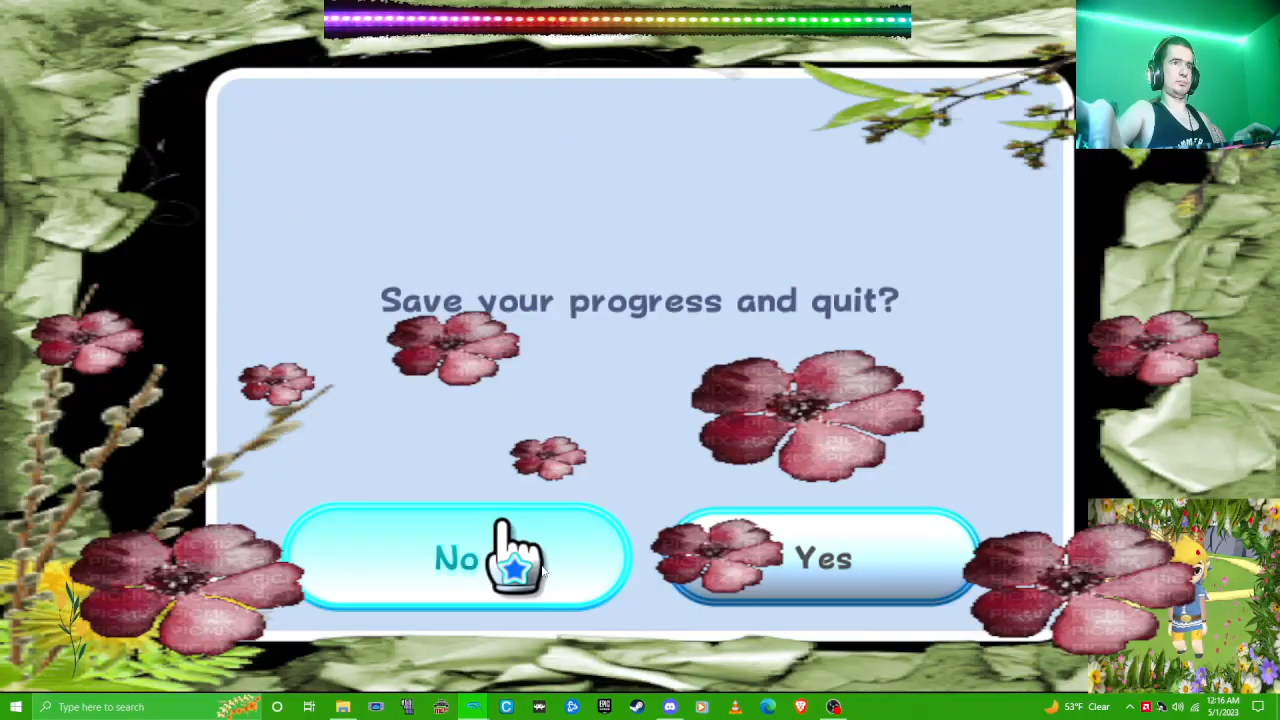 Save your progress and quit?
No
Yes
PICMIX
Type here to search
53°F Clear
12:16 AM
5/1/2023